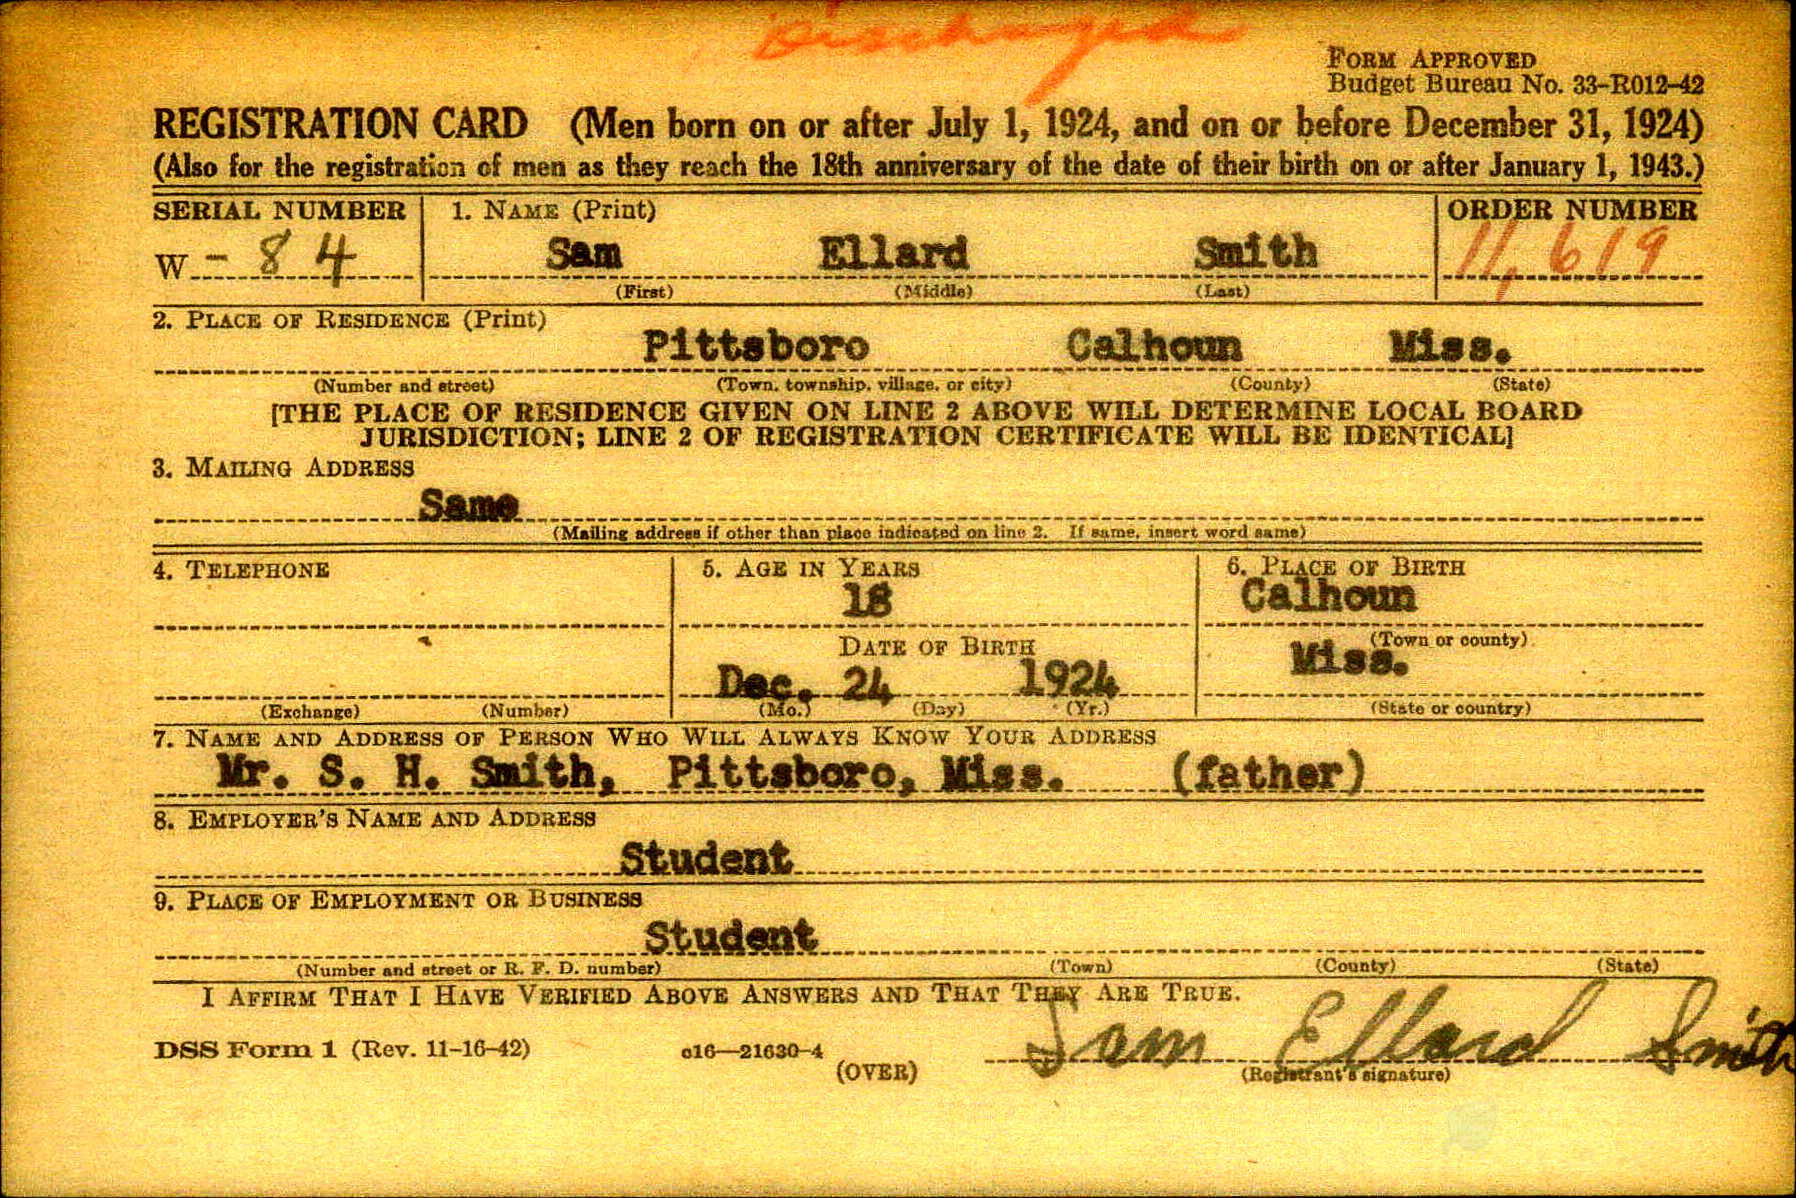 Discharged
FORM APPROVED
Budget Bureau No. 33-R012-42
REGISTRATION CARD (Men born on or after July 1, 1924, and on or before December 31, 1924)
(Also for the registration of men as they reach the 18th anniversary of the date of their birth on or after January 1, 1943.)
SERIAL NUMBER 1. NAME (Print) ORDER NUMBER
W - 84 Sam Ellard Smith 11,619
(First) (Middle) (Last)
2. PLACE OF RESIDENCE (Print)
Pittsboro Calhoun Miss.
(Number and street) (Town, township, village, or city) (County) (State)
[THE PLACE OF RESIDENCE GIVEN ON LINE 2 ABOVE WILL DETERMINE LOCAL BOARD
JURISDICTION; LINE 2 OF REGISTRATION CERTIFICATE WILL BE IDENTICAL]
3. MAILING ADDRESS
Same
(Mailing address if other than place indicated on line 2. If same, insert word same)
4. TELEPHONE 5. AGE IN YEARS 6. PLACE OF BIRTH
18 Calhoun
DATE OF BIRTH (Town or county)
Dec. 24 1924 Miss.
(Exchange) (Number) (Mo.) (Day) (Yr.) (State or country)
7. NAME AND ADDRESS OF PERSON WHO WILL ALWAYS KNOW YOUR ADDRESS
Mr. S. H. Smith, Pittsboro, Miss. (father)
8. EMPLOYER'S NAME AND ADDRESS
Student
9. PLACE OF EMPLOYMENT OR BUSINESS
Student
(Number and street or R. F. D. number) (Town) (County) (State)
I AFFIRM THAT I HAVE VERIFIED ABOVE ANSWERS AND THAT THEY ARE TRUE.
DSS Form 1 (Rev. 11-16-42) c16—21630-4 Sam Ellard Smith
(OVER) (Registrant's signature)